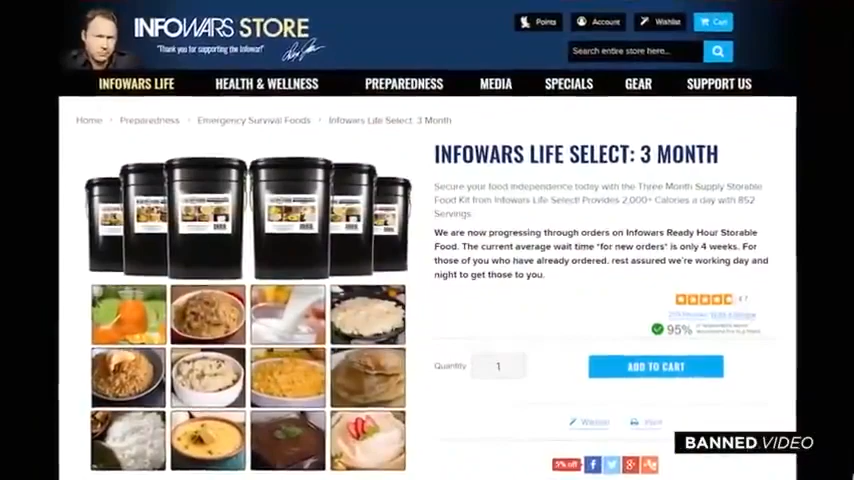 INFOWARS STORE
"Thank you for supporting the Infowar!"
Points
Account
Wishlist
Cart
Search entire store here...
INFOWARS LIFE
HEALTH & WELLNESS
PREPAREDNESS
MEDIA
SPECIALS
GEAR
SUPPORT US
Home
Preparedness
Emergency Survival Foods
Infowars Life Select: 3 Month
INFOWARS LIFE SELECT: 3 MONTH
Secure your food independence today with the Three Month Supply Storable
Food Kit from Infowars Life Select! Provides 2,000+ Calories a day with 852
Servings.
We are now progressing through orders on Infowars Ready Hour Storable
Food. The current average wait time *for new orders* is only 4 weeks. For
those of you who have already ordered, rest assured we're working day and
night to get those to you.
4.7
95%
Quantity
1
ADD TO CART
Wishlist
Print
5% off
BANNED.VIDEO